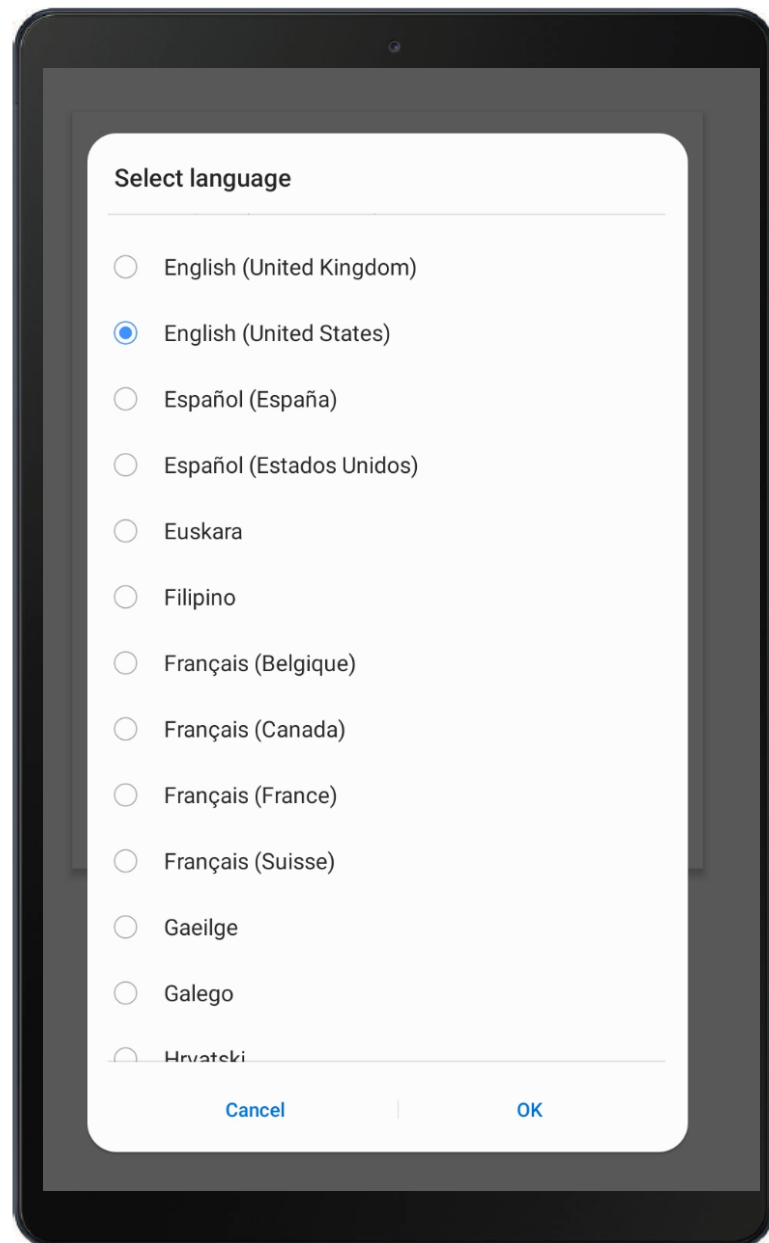 Select language
English (United Kingdom)
English (United States)
Español (España)
Español (Estados Unidos)
Euskara
Filipino
Français (Belgique)
Français (Canada)
Français (France)
Français (Suisse)
Gaeilge
Galego
Hrvatski
Cancel
OK